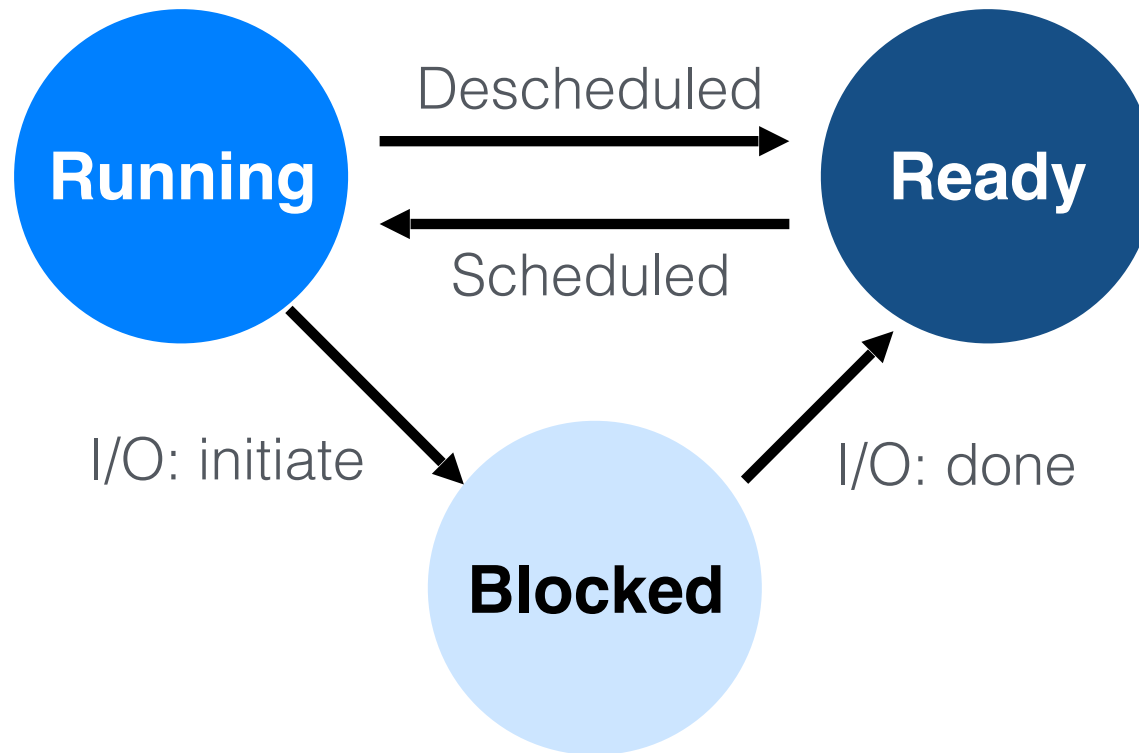 Descheduled
Running
Ready
Scheduled
I/O: initiate
I/O: done
Blocked